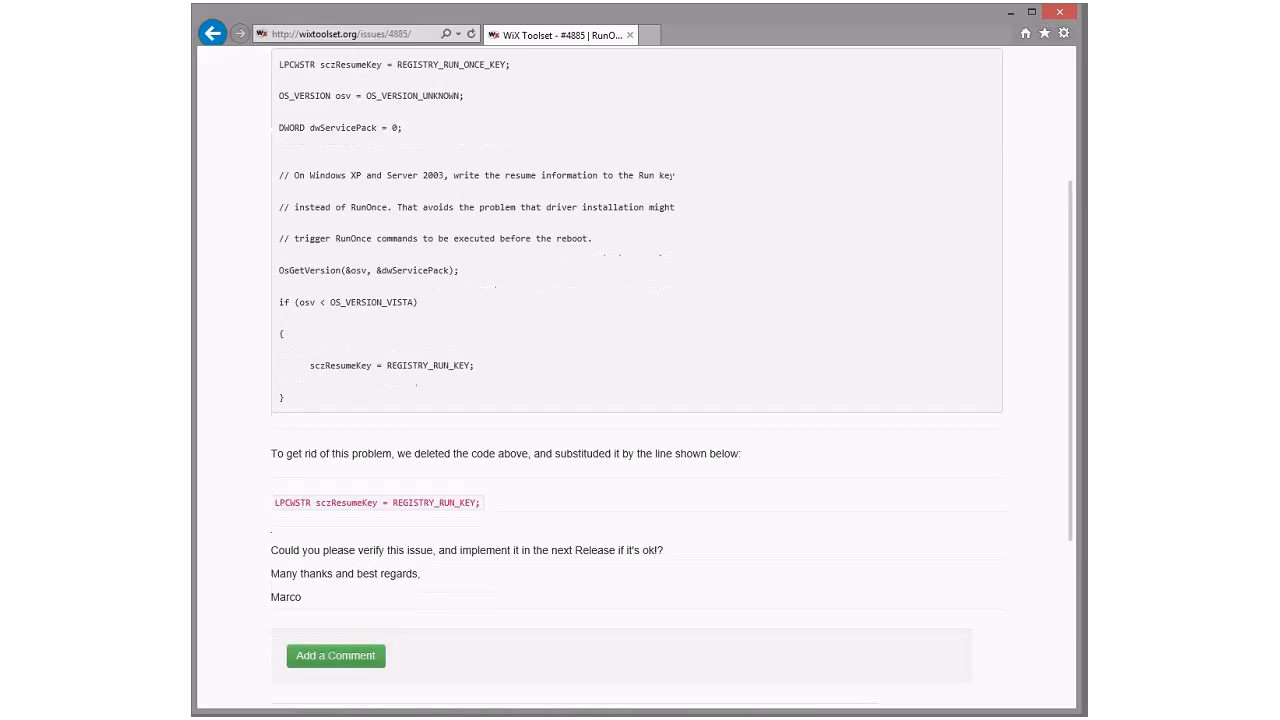 http://wixtoolset.org/issues/4885/
WiX Toolset - #4885 | RunO...
LPCWSTR sczResumeKey = REGISTRY_RUN_ONCE_KEY;
OS_VERSION osv = OS_VERSION_UNKNOWN;
DWORD dwServicePack = 0;
// On Windows XP and Server 2003, write the resume information to the Run key
// instead of RunOnce. That avoids the problem that driver installation might
// trigger RunOnce commands to be executed before the reboot.
OsGetVersion(&osv, &dwServicePack);
if (osv < OS_VERSION_VISTA)
{
sczResumeKey = REGISTRY_RUN_KEY;
}
To get rid of this problem, we deleted the code above, and substituded it by the line shown below:
LPCWSTR sczResumeKey = REGISTRY_RUN_KEY;
.
Could you please verify this issue, and implement it in the next Release if it's ok!?
Many thanks and best regards,
Marco
Add a Comment